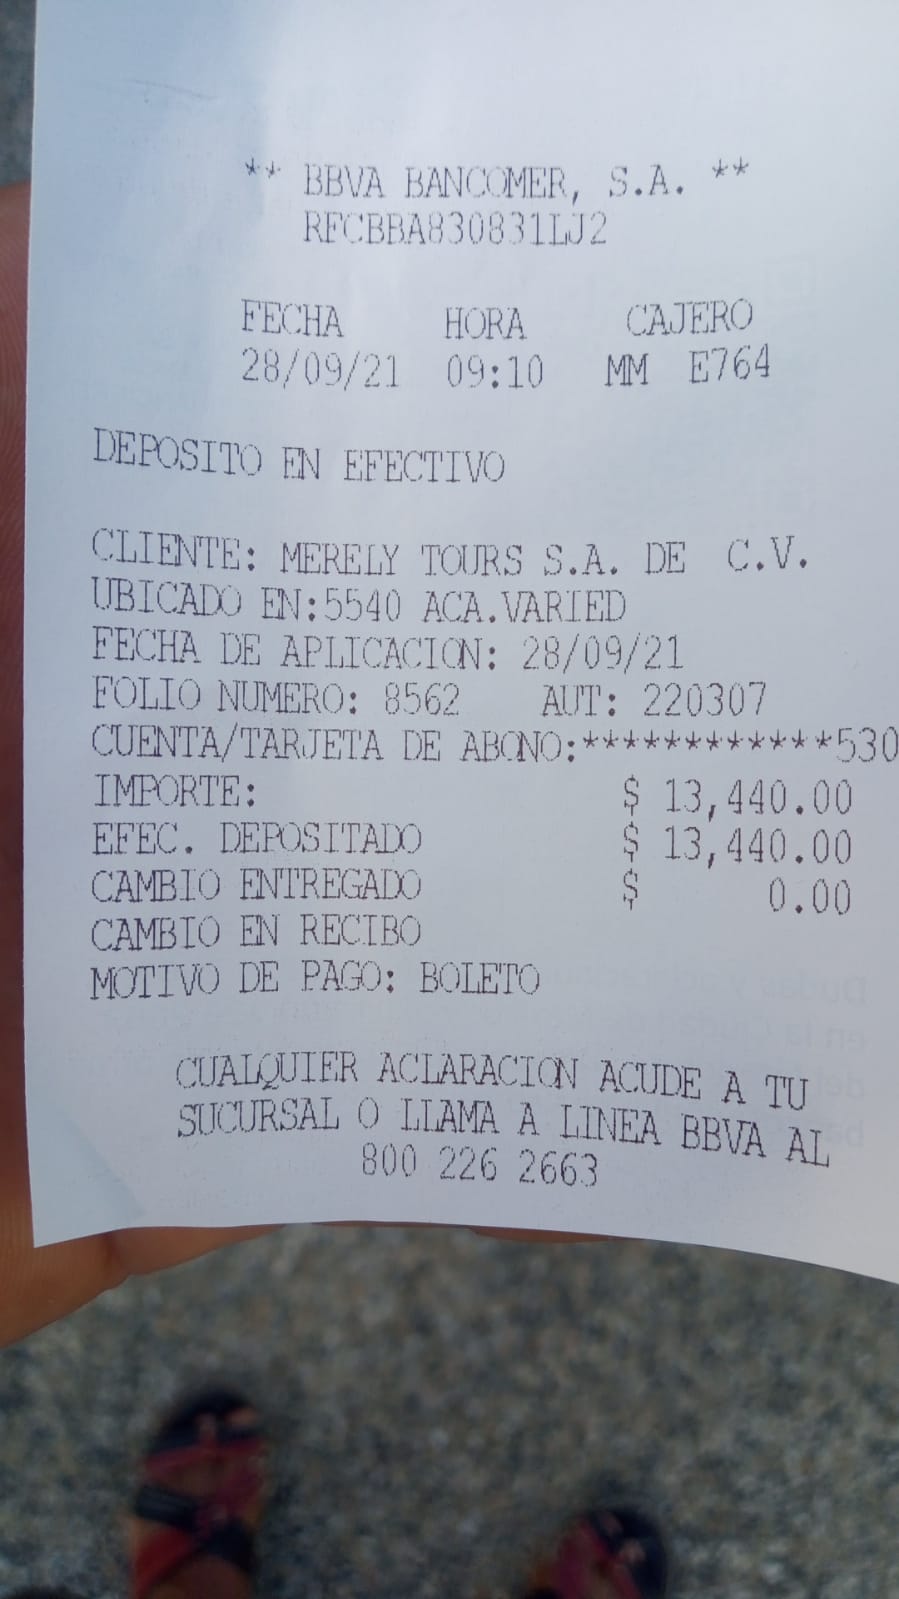 ** BBVA BANCOMER, S.A. **
RFCBBA830831LJ2
FECHA HORA CAJERO
28/09/21 09:10 MM E764
DEPOSITO EN EFECTIVO
CLIENTE: MERELY TOURS S.A. DE C.V.
UBICADO EN:5540 ACA.VARIED
FECHA DE APLICACION: 28/09/21
FOLIO NUMERO: 8562 AUT: 220307
CUENTA/TARJETA DE ABONO:************530
IMPORTE: $ 13,440.00
EFEC. DEPOSITADO $ 13,440.00
CAMBIO ENTREGADO $ 0.00
CAMBIO EN RECIBO
MOTIVO DE PAGO: BOLETO
CUALQUIER ACLARACION ACUDE A TU
SUCURSAL O LLAMA A LINEA BBVA AL
800 226 2663